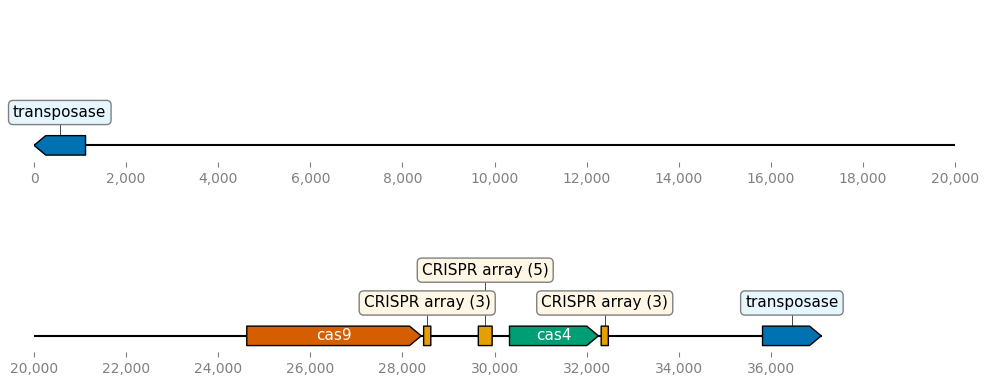 transposase
0 2,000 4,000 6,000 8,000 10,000 12,000 14,000 16,000 18,000 20,000
CRISPR array (5)
CRISPR array (3) CRISPR array (3) transposase
cas9 cas4
20,000 22,000 24,000 26,000 28,000 30,000 32,000 34,000 36,000